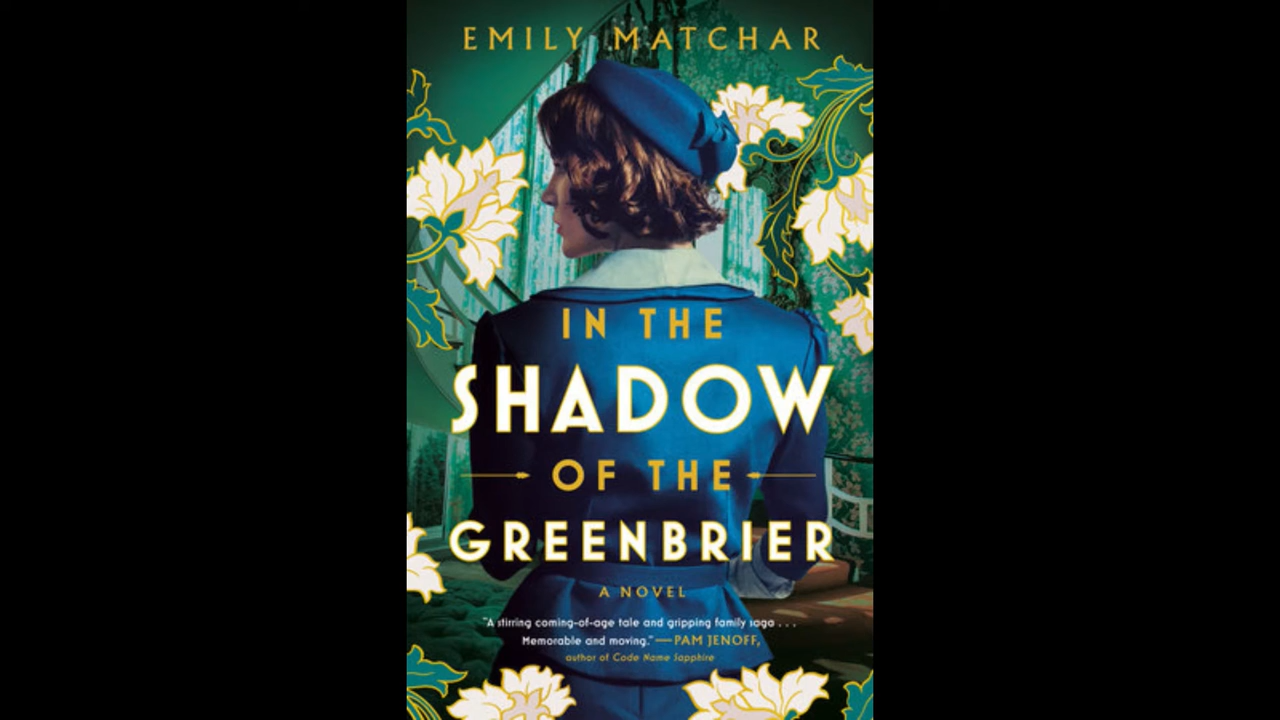 EMILY MATCHAR
IN THE
SHADOW
OF THE
GREENBRIER
A NOVEL
"A stirring coming-of-age tale and gripping family saga . . .
Memorable and moving." — PAM JENOFF,
author of Code Name Sapphire